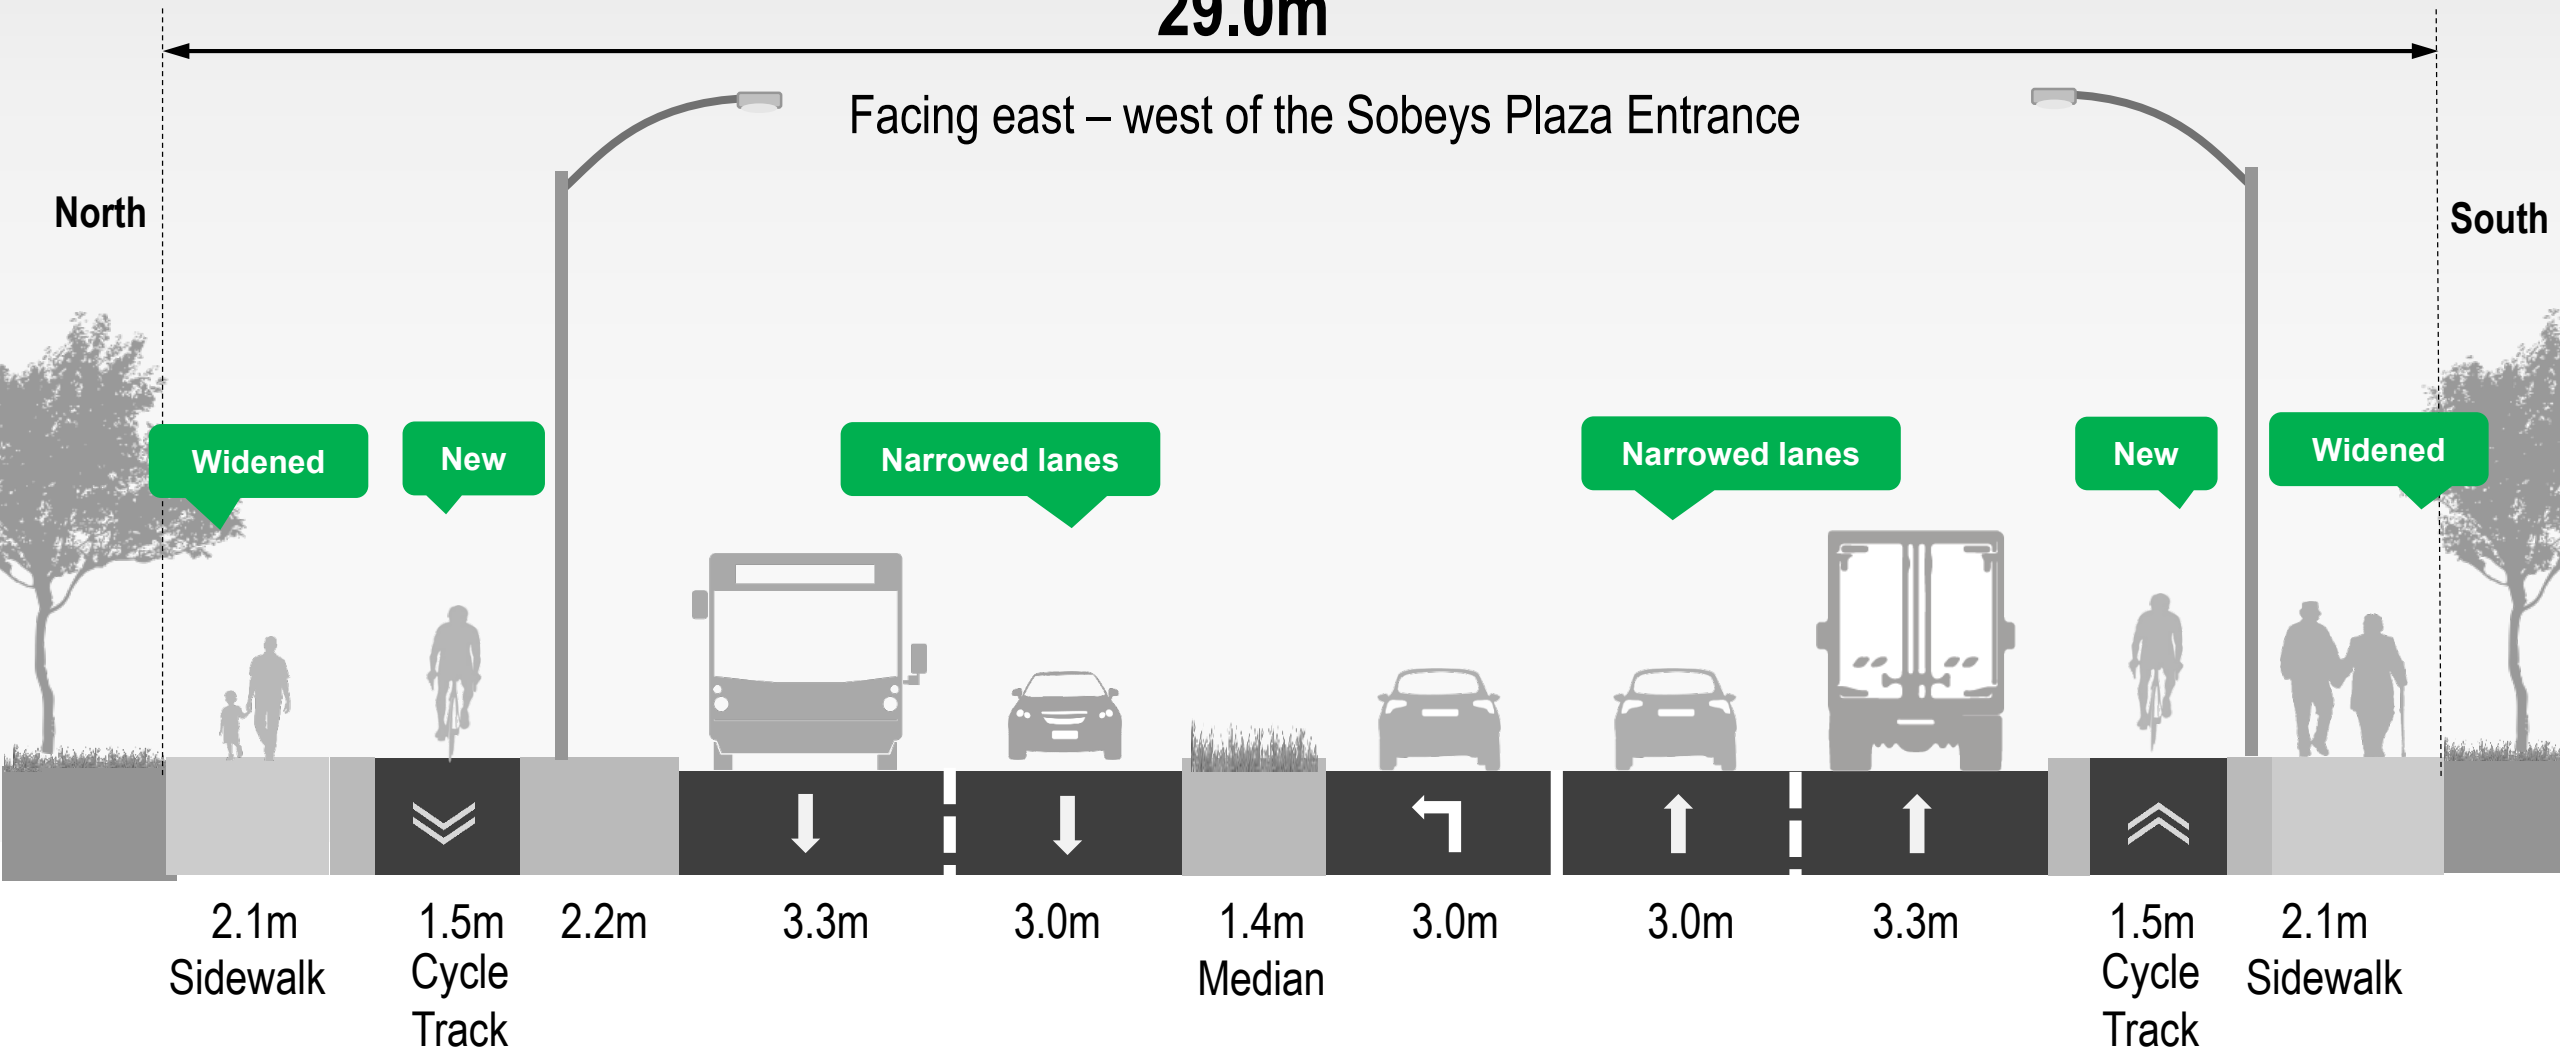 29.0m
Facing east – west of the Sobeys Plaza Entrance
North
South
Widened
New
Narrowed lanes
Narrowed lanes
New
Widened
2.1m
Sidewalk
1.5m
Cycle
Track
2.2m
3.3m
3.0m
1.4m
Median
3.0m
3.0m
3.3m
1.5m
Cycle
Track
2.1m
Sidewalk